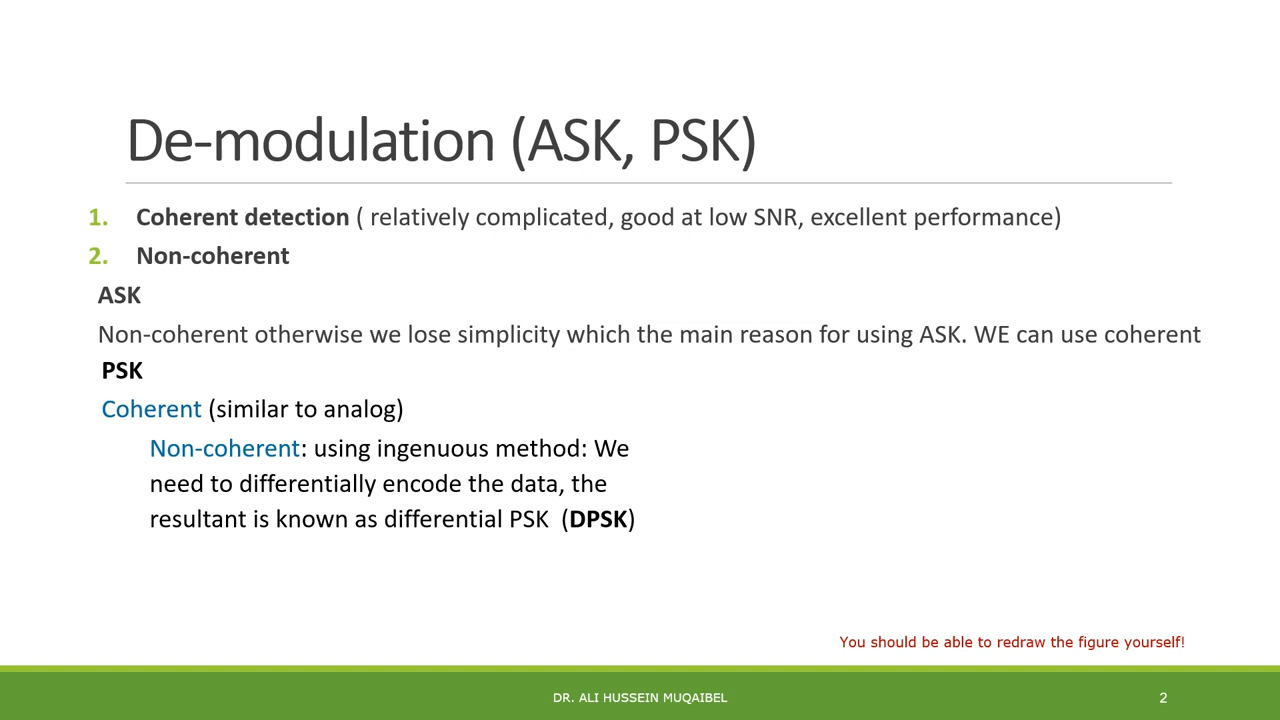 De-modulation (ASK, PSK)
1. Coherent detection ( relatively complicated, good at low SNR, excellent performance)
2. Non-coherent
ASK
Non-coherent otherwise we lose simplicity which the main reason for using ASK. WE can use coherent
PSK
Coherent (similar to analog)
Non-coherent: using ingenuous method: We
need to differentially encode the data, the
resultant is known as differential PSK (DPSK)
You should be able to redraw the figure yourself!
DR. ALI HUSSEIN MUQAIBEL
2